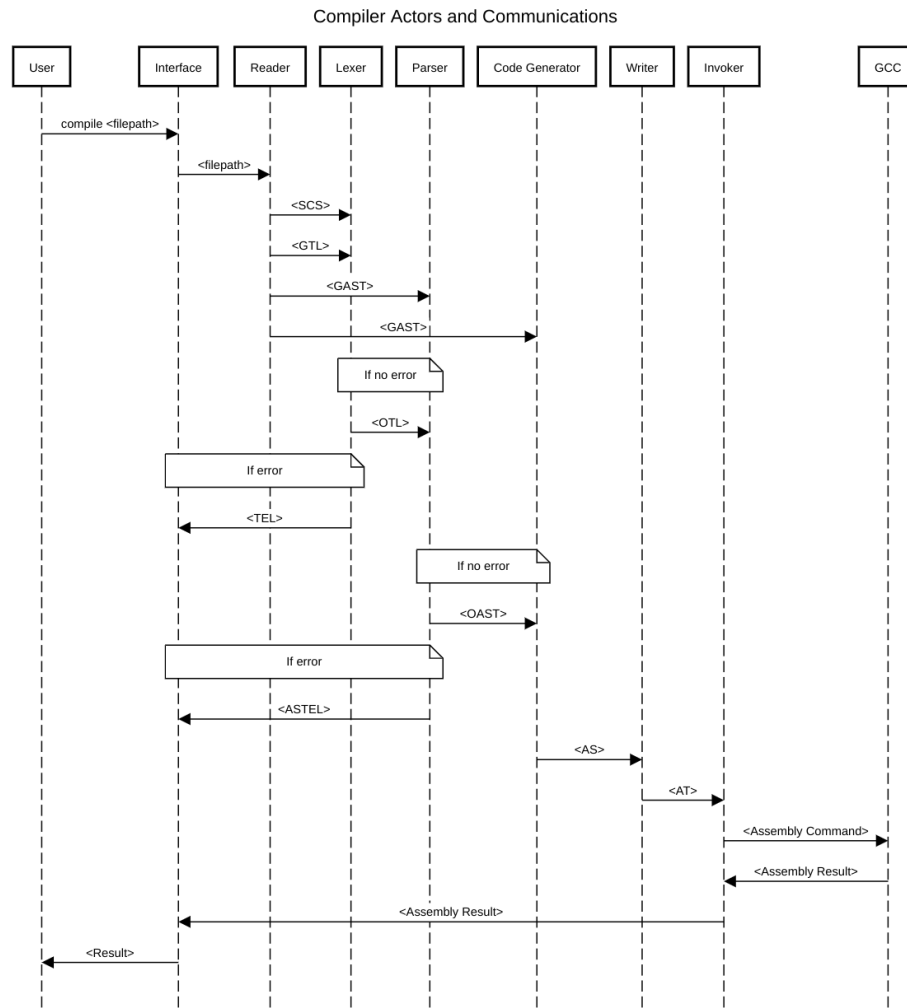 Compiler Actors and Communications
User Interface Reader Lexer Parser Code Generator Writer Invoker GCC
compile <filepath>
<filepath>
<SCS>
<GTL>
<GAST>
<GAST>
If no error
<OTL>
If error
<TEL>
If no error
<OAST>
If error
<ASTEL>
<AS>
<AT>
<Assembly Command>
<Assembly Result>
<Assembly Result>
<Result>